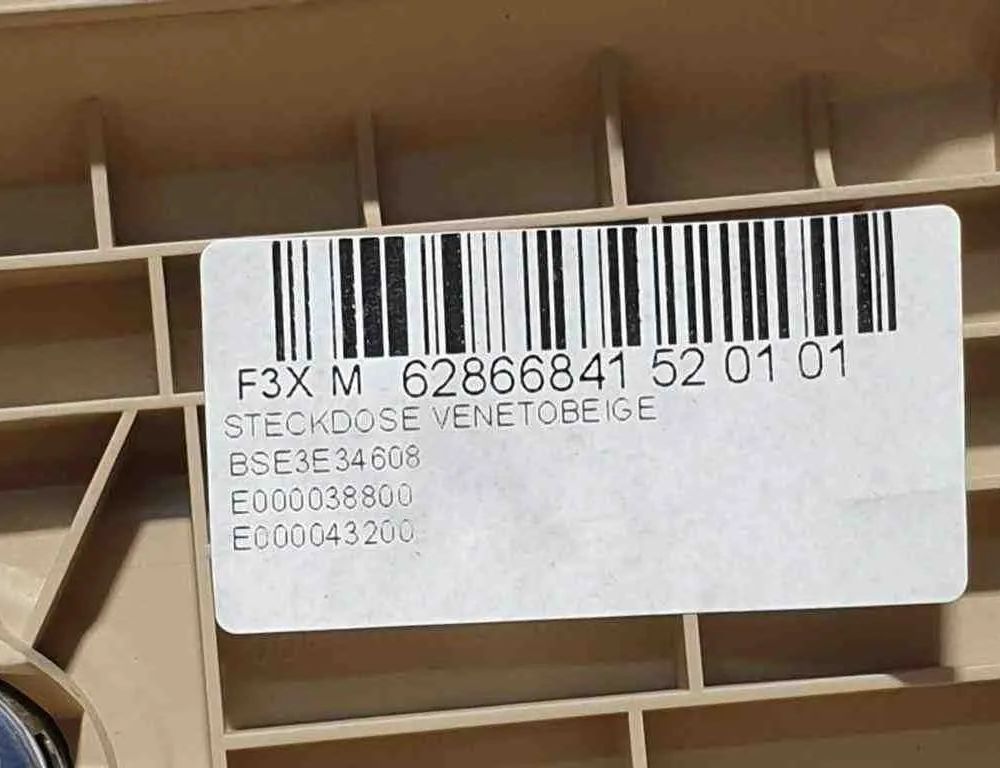 F3X M 62866841 52 01 01
STECKDOSE VENETOBEIGE
BSE3E34608
E000038800
E000043200